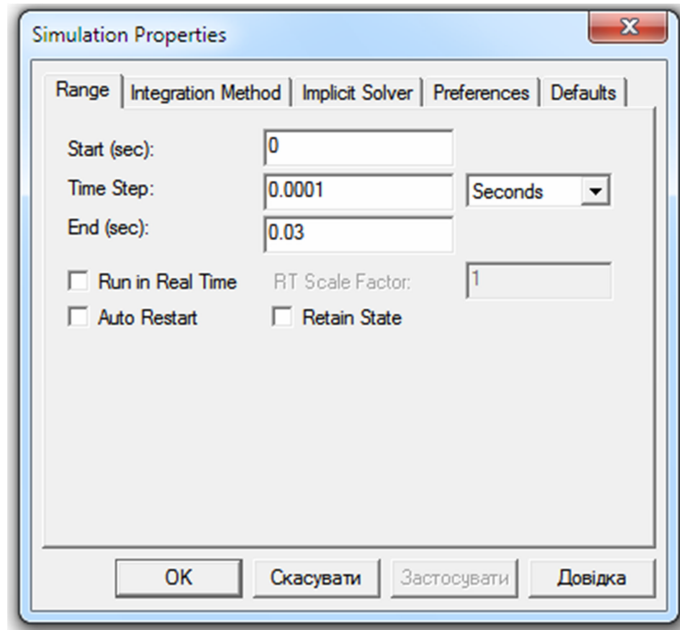 Simulation Properties
Range Integration Method Implicit Solver Preferences Defaults
Start (sec): 0
Time Step: 0.0001 Seconds
End (sec): 0.03
Run in Real Time RT Scale Factor: 1
Auto Restart Retain State
OK Скасувати Застосувати Довідка